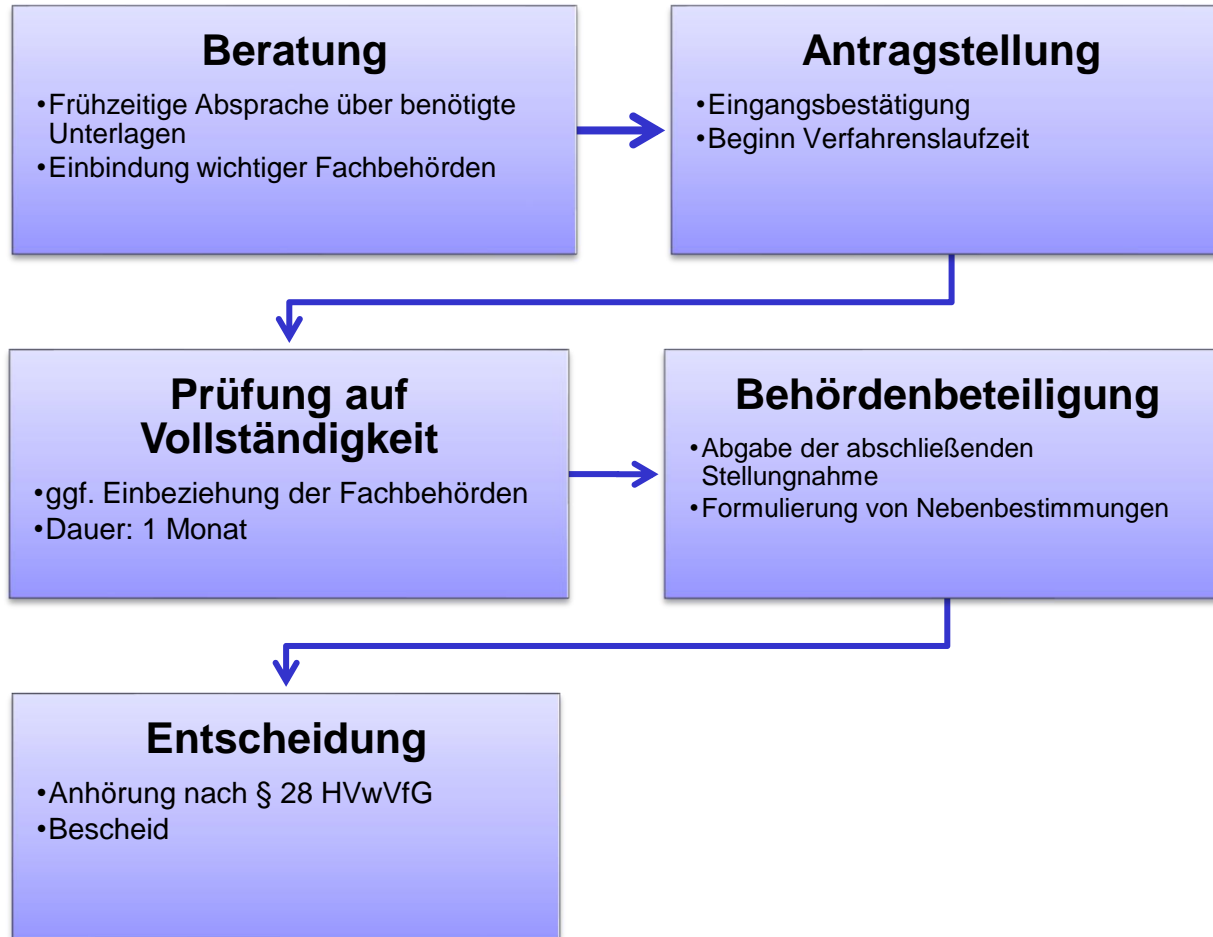 Beratung
•Frühzeitige Absprache über benötigte
Unterlagen
•Einbindung wichtiger Fachbehörden
Antragstellung
•Eingangsbestätigung
•Beginn Verfahrenslaufzeit
Prüfung auf
Vollständigkeit
•ggf. Einbeziehung der Fachbehörden
•Dauer: 1 Monat
Behördenbeteiligung
•Abgabe der abschließenden
Stellungnahme
•Formulierung von Nebenbestimmungen
Entscheidung
•Anhörung nach § 28 HVwVfG
•Bescheid